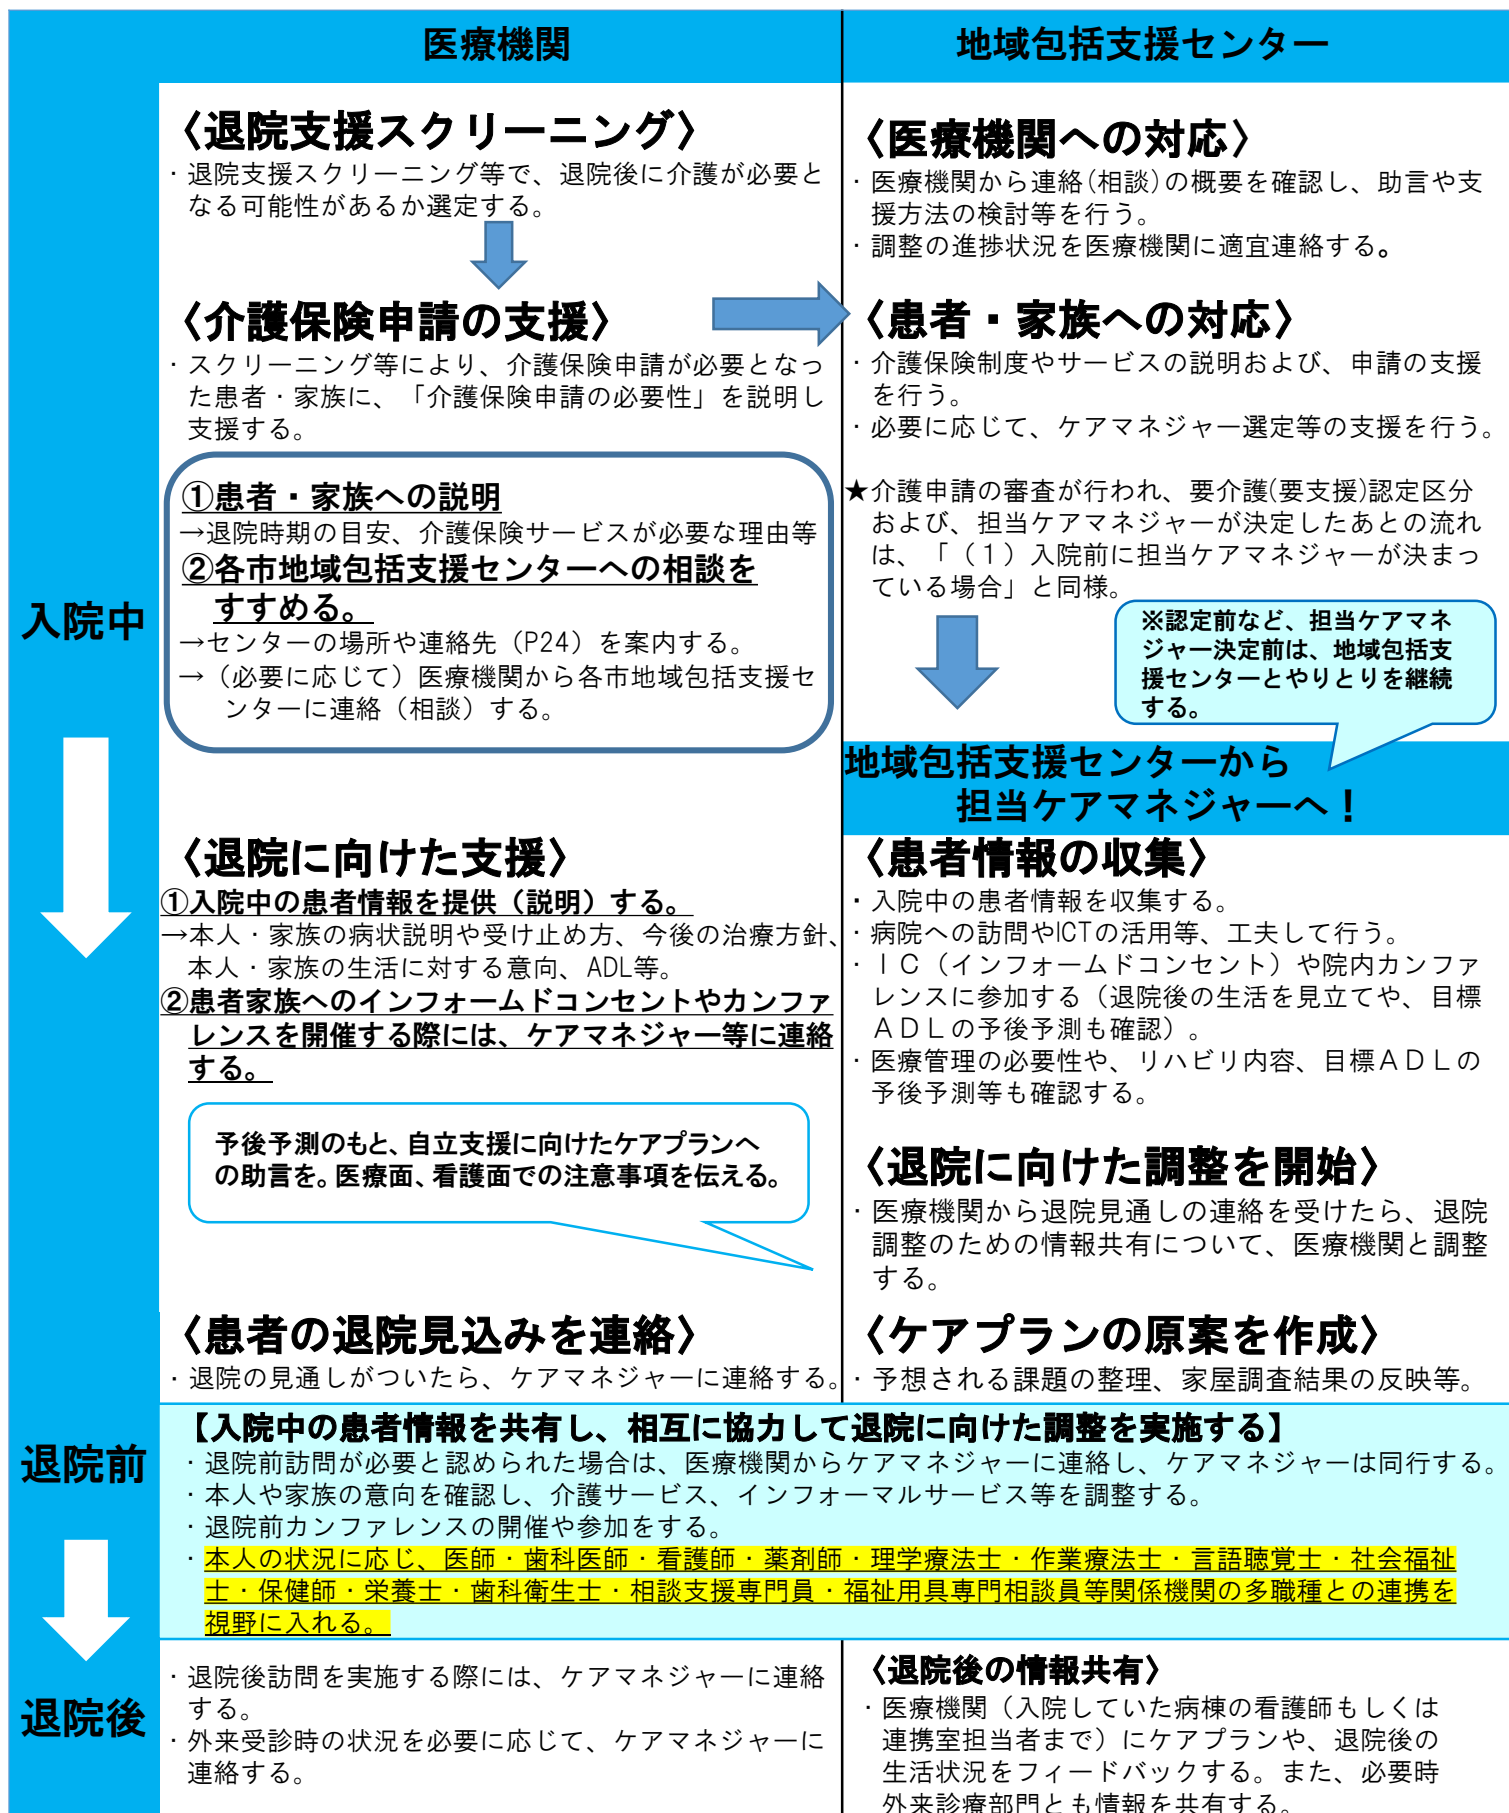 医療機関
地域包括支援センター
入院中
〈退院支援スクリーニング〉
・退院支援スクリーニング等で、退院後に介護が必要と
なる可能性があるか選定する。
〈介護保険申請の支援〉
・スクリーニング等により、介護保険申請が必要となっ
た患者・家族に、「介護保険申請の必要性」を説明し
支援する。
①患者・家族への説明
→退院時期の目安、介護保険サービスが必要な理由等
②各市地域包括支援センターへの相談を
すすめる。
→センターの場所や連絡先（P24）を案内する。
→（必要に応じて）医療機関から各市地域包括支援セ
ンターに連絡（相談）する。
〈退院に向けた支援〉
①入院中の患者情報を提供（説明）する。
→本人・家族の病状説明や受け止め方、今後の治療方針、
本人・家族の生活に対する意向、ADL等。
②患者家族へのインフォームドコンセントやカンファ
レンスを開催する際には、ケアマネジャー等に連絡
する。
予後予測のもと、自立支援に向けたケアプランへ
の助言を。医療面、看護面での注意事項を伝える。
〈患者の退院見込みを連絡〉
・退院の見通しがついたら、ケアマネジャーに連絡する。
〈医療機関への対応〉
・医療機関から連絡(相談)の概要を確認し、助言や支
援方法の検討等を行う。
・調整の進捗状況を医療機関に適宜連絡する。
〈患者・家族への対応〉
・介護保険制度やサービスの説明および、申請の支援
を行う。
・必要に応じて、ケアマネジャー選定等の支援を行う。
★介護申請の審査が行われ、要介護(要支援)認定区分
および、担当ケアマネジャーが決定したあとの流れ
は、「（1）入院前に担当ケアマネジャーが決まっ
ている場合」と同様。
※認定前など、担当ケアマネ
ジャー決定前は、地域包括支
援センターとやりとりを継続
する。
地域包括支援センターから
担当ケアマネジャーへ！
〈患者情報の収集〉
・入院中の患者情報を収集する。
・病院への訪問やICTの活用等、工夫して行う。
・ＩＣ（インフォームドコンセント）や院内カンファ
レンスに参加する（退院後の生活を見立てや、目標
ＡＤＬの予後予測も確認）。
・医療管理の必要性や、リハビリ内容、目標ＡＤＬの
予後予測等も確認する。
〈退院に向けた調整を開始〉
・医療機関から退院見通しの連絡を受けたら、退院
調整のための情報共有について、医療機関と調整
する。
〈ケアプランの原案を作成〉
・予想される課題の整理、家屋調査結果の反映等。
退院前
【入院中の患者情報を共有し、相互に協力して退院に向けた調整を実施する】
・退院前訪問が必要と認められた場合は、医療機関からケアマネジャーに連絡し、ケアマネジャーは同行する。
・本人や家族の意向を確認し、介護サービス、インフォーマルサービス等を調整する。
・退院前カンファレンスの開催や参加をする。
・本人の状況に応じ、医師・歯科医師・看護師・薬剤師・理学療法士・作業療法士・言語聴覚士・社会福祉
士・保健師・栄養士・歯科衛生士・相談支援専門員・福祉用具専門相談員等関係機関の多職種との連携を
視野に入れる。
退院後
・退院後訪問を実施する際には、ケアマネジャーに連絡
する。
・外来受診時の状況を必要に応じて、ケアマネジャーに
連絡する。
〈退院後の情報共有〉
・医療機関（入院していた病棟の看護師もしくは
連携室担当者まで）にケアプランや、退院後の
生活状況をフィードバックする。また、必要時
外来診療部門とも情報を共有する。